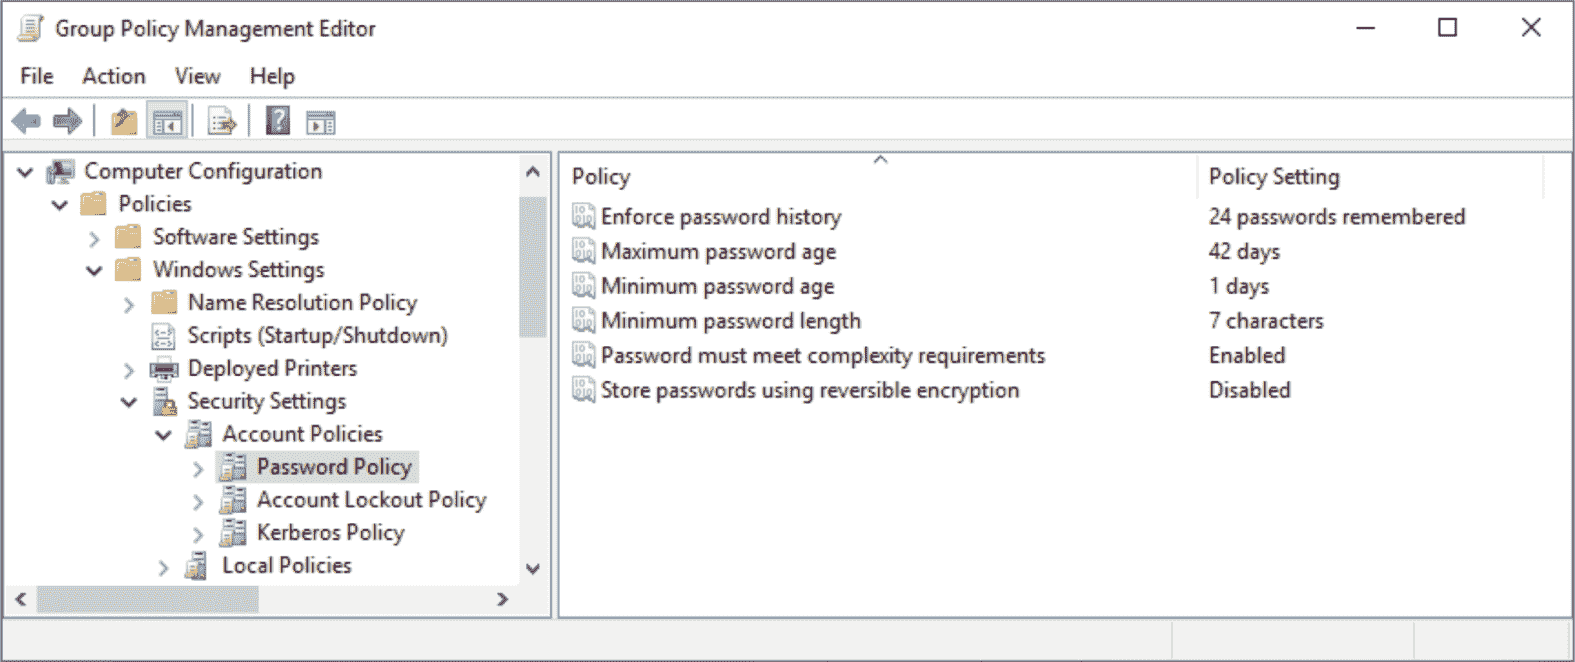 Group Policy Management Editor
File Action View Help
Computer Configuration
Policies
Software Settings
Windows Settings
Name Resolution Policy
Scripts (Startup/Shutdown)
Deployed Printers
Security Settings
Account Policies
Password Policy
Account Lockout Policy
Kerberos Policy
Local Policies
Policy Policy Setting
Enforce password history 24 passwords remembered
Maximum password age 42 days
Minimum password age 1 days
Minimum password length 7 characters
Password must meet complexity requirements Enabled
Store passwords using reversible encryption Disabled